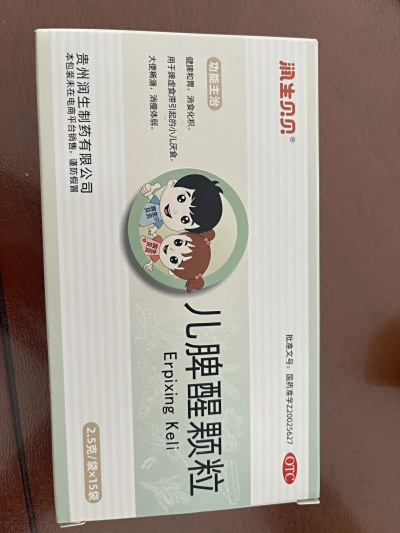 润生贝贝®
批准文号：国药准字Z20025627
OTC
功能主治
健脾和胃，消食化积。
用于脾虚食滞引起的小儿厌食，
大便稀溏，消瘦体弱。
儿脾醒颗粒
Erpixing Keli
2.5克/袋×15袋
贵州润生制药有限公司
本包装未在电商平台销售，谨防假冒